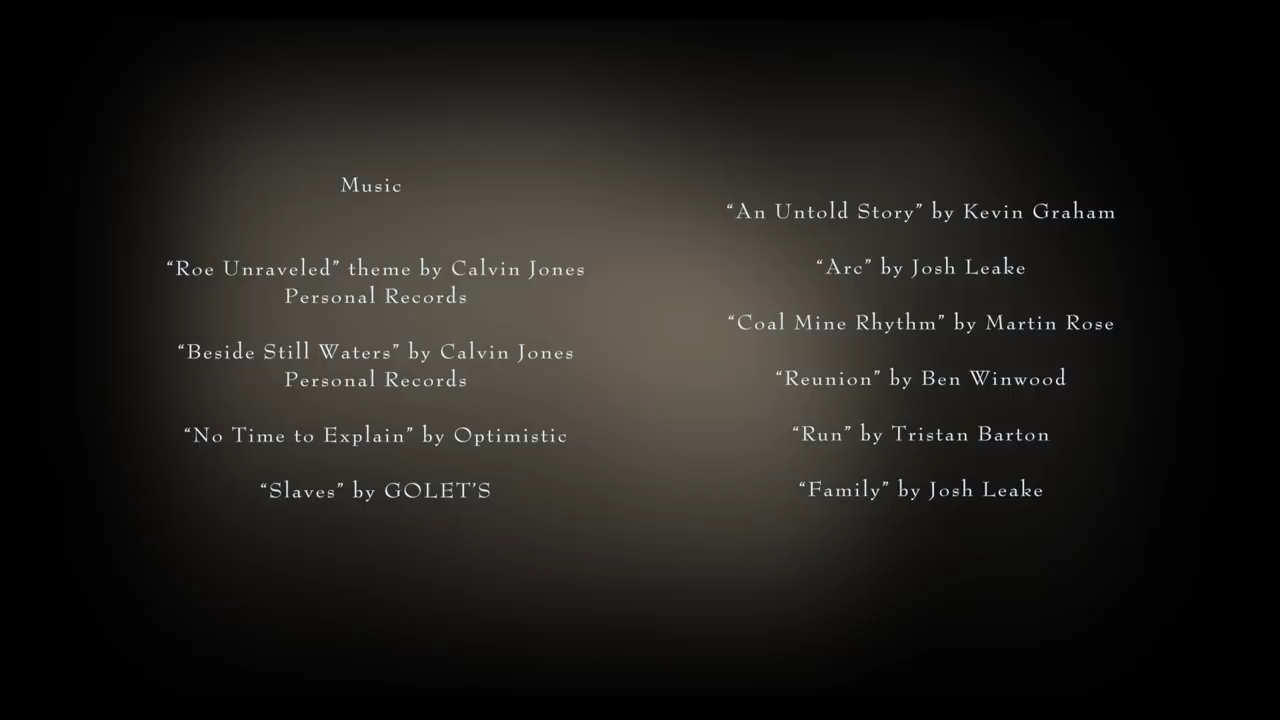 Music
“Roe Unraveled” theme by Calvin Jones
Personal Records
“Beside Still Waters” by Calvin Jones
Personal Records
“No Time to Explain” by Optimistic
“Slaves” by GOLET’S
“An Untold Story” by Kevin Graham
“Arc” by Josh Leake
“Coal Mine Rhythm” by Martin Rose
“Reunion” by Ben Winwood
“Run” by Tristan Barton
“Family” by Josh Leake